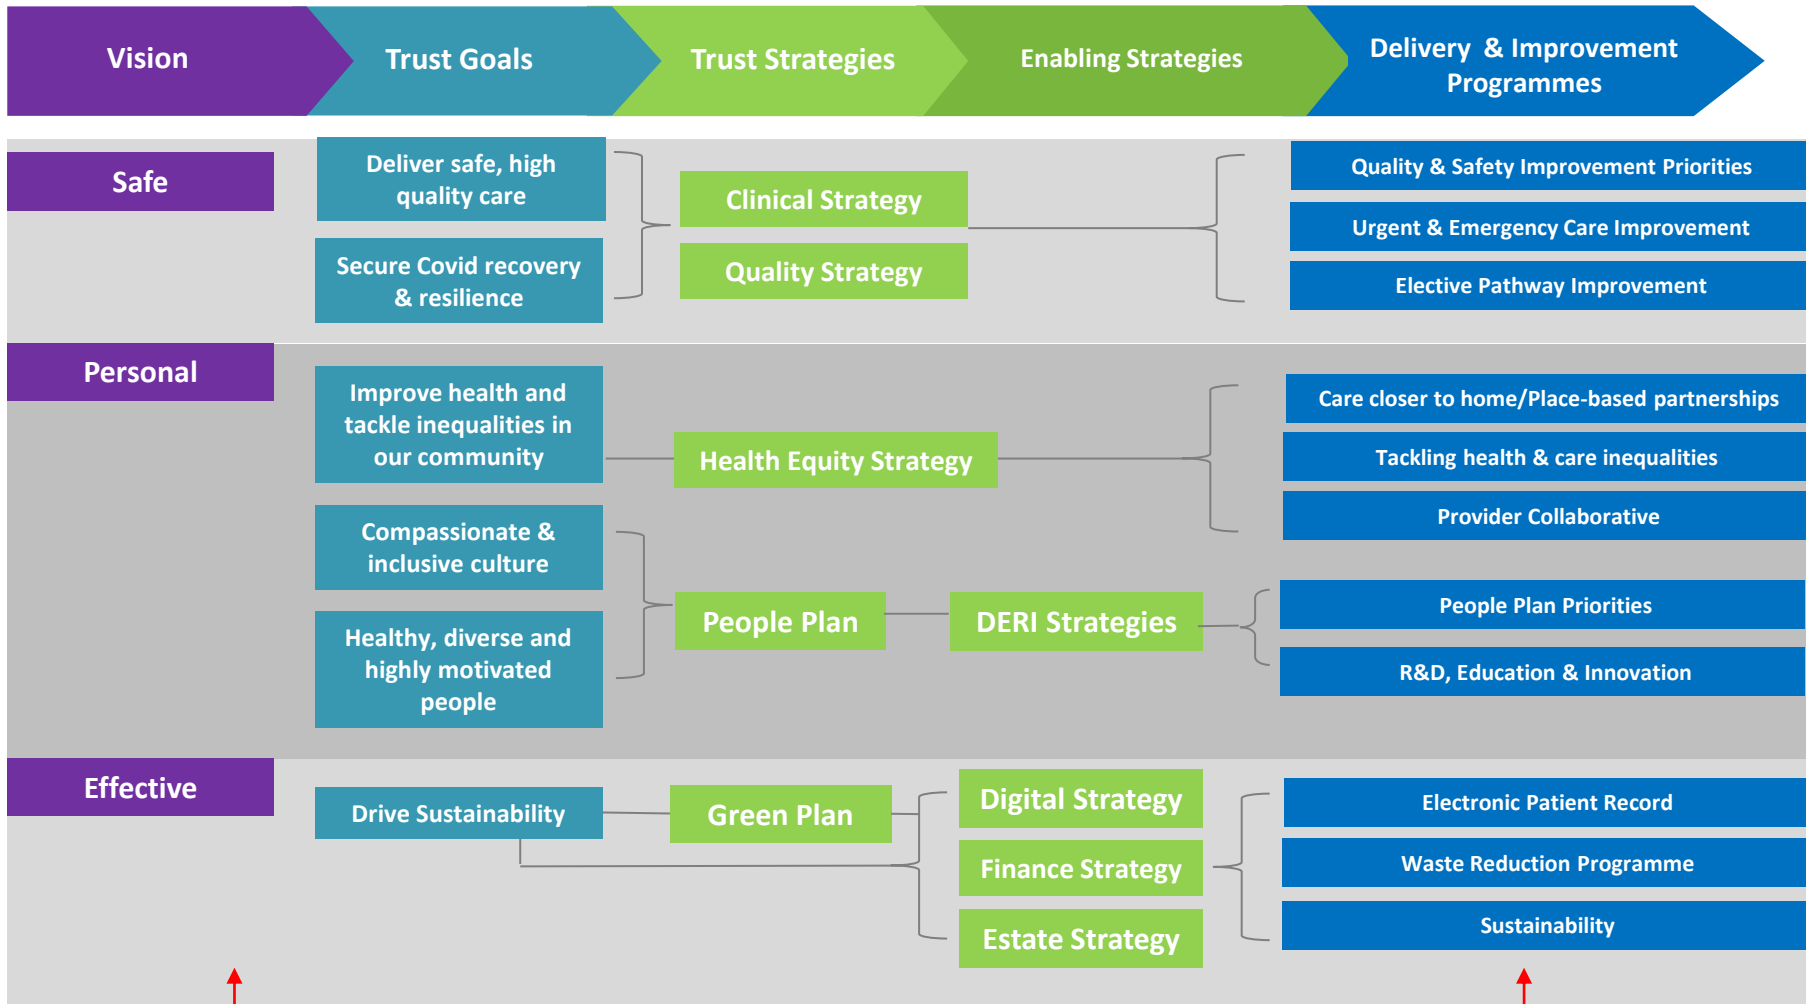 Vision
Trust Goals
Trust Strategies
Enabling Strategies
Delivery & Improvement
Programmes
Safe
Deliver safe, high
quality care
Secure Covid recovery
& resilience
Clinical Strategy
Quality Strategy
Quality & Safety Improvement Priorities
Urgent & Emergency Care Improvement
Elective Pathway Improvement
Personal
Improve health and
tackle inequalities in
our community
Health Equity Strategy
Care closer to home/Place-based partnerships
Tackling health & care inequalities
Provider Collaborative
Compassionate &
inclusive culture
Healthy, diverse and
highly motivated
people
People Plan
DERI Strategies
People Plan Priorities
R&D, Education & Innovation
Effective
Drive Sustainability
Green Plan
Digital Strategy
Finance Strategy
Estate Strategy
Electronic Patient Record
Waste Reduction Programme
Sustainability